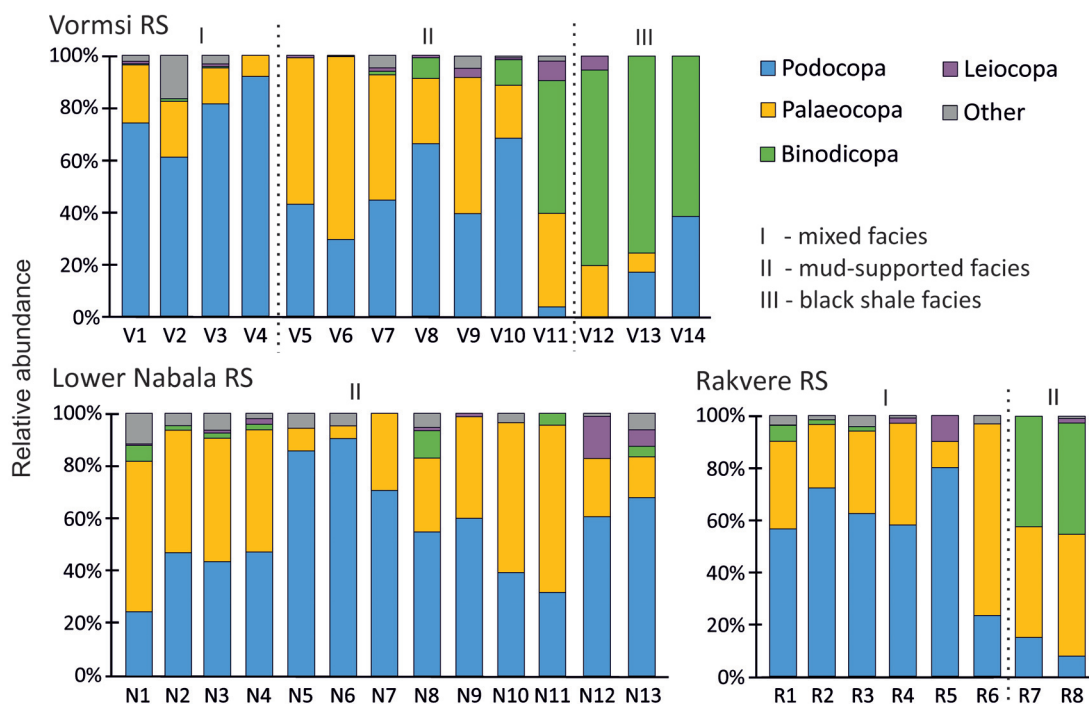 Vormsi RS
I
II
III
100%
80%
60%
40%
20%
0%
V1 V2 V3 V4 V5 V6 V7 V8 V9 V10 V11 V12 V13 V14
Podocopa
Leiocopa
Palaeocopa
Other
Binodicopa
I - mixed facies
II - mud-supported facies
III - black shale facies
Relative abundance
Lower Nabala RS
II
100%
80%
60%
40%
20%
0%
N1 N2 N3 N4 N5 N6 N7 N8 N9 N10 N11 N12 N13
Rakvere RS
I
II
100%
80%
60%
40%
20%
0%
R1 R2 R3 R4 R5 R6 R7 R8